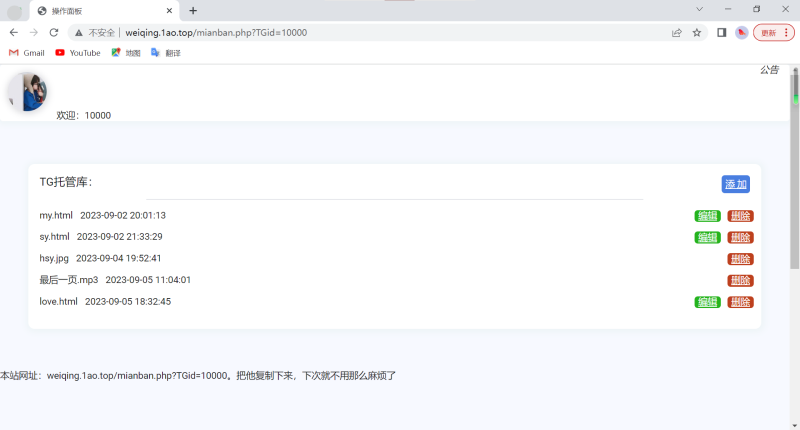 操作面板
不安全 weiqing.1ao.top/mianban.php?TGid=10000
更新
Gmail YouTube 地图 翻译
公告
欢迎：10000
TG托管库：
添加
my.html 2023-09-02 20:01:13 编辑 删除
sy.html 2023-09-02 21:33:29 编辑 删除
hsy.jpg 2023-09-04 19:52:41 删除
最后一页.mp3 2023-09-05 11:04:01 删除
love.html 2023-09-05 18:32:45 编辑 删除
本站网址：weiqing.1ao.top/mianban.php?TGid=10000。把他复制下来，下次就不用那么麻烦了